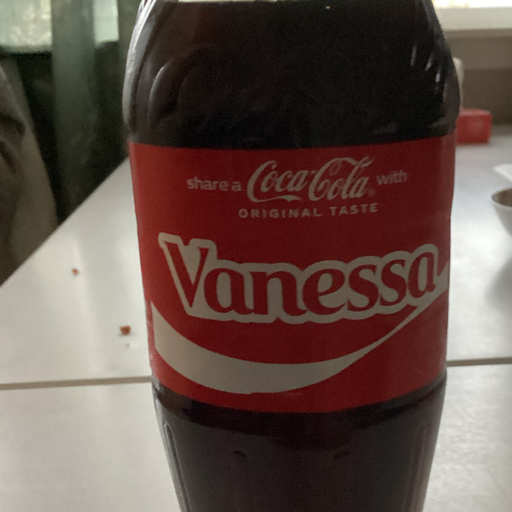 share a Coca-Cola® with
ORIGINAL TASTE
Vanessa